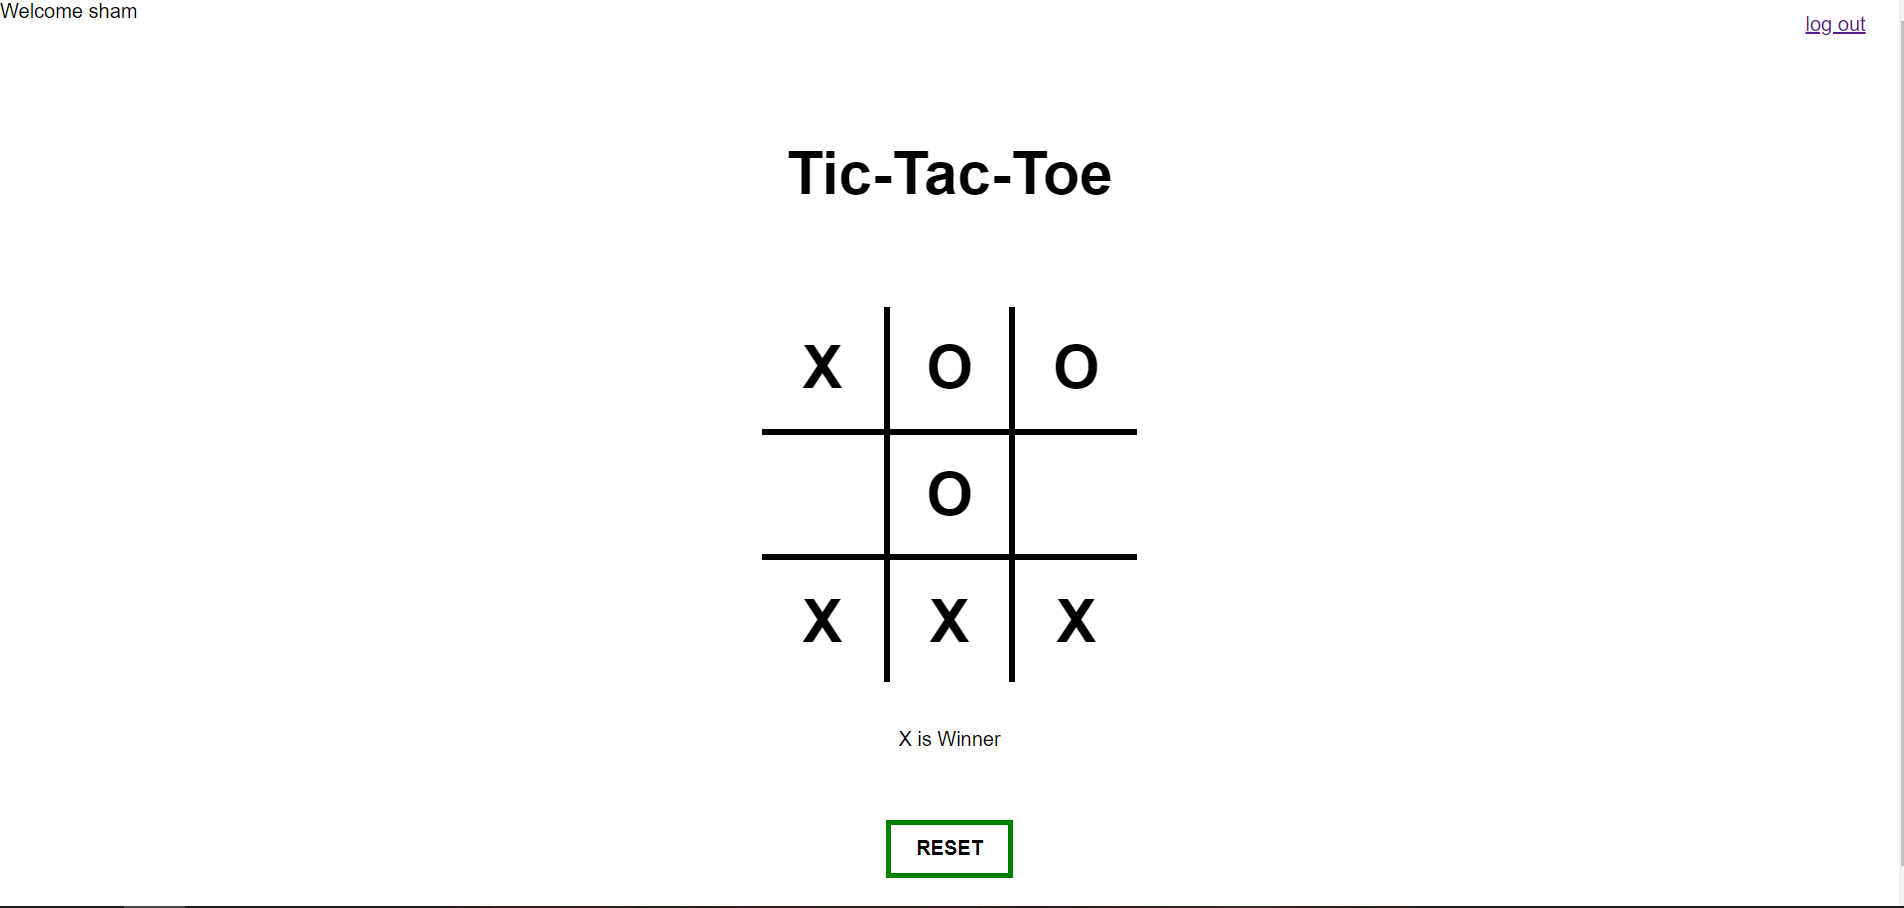 Welcome sham
log out
Tic-Tac-Toe
X O O
O
X X X
X is Winner
RESET